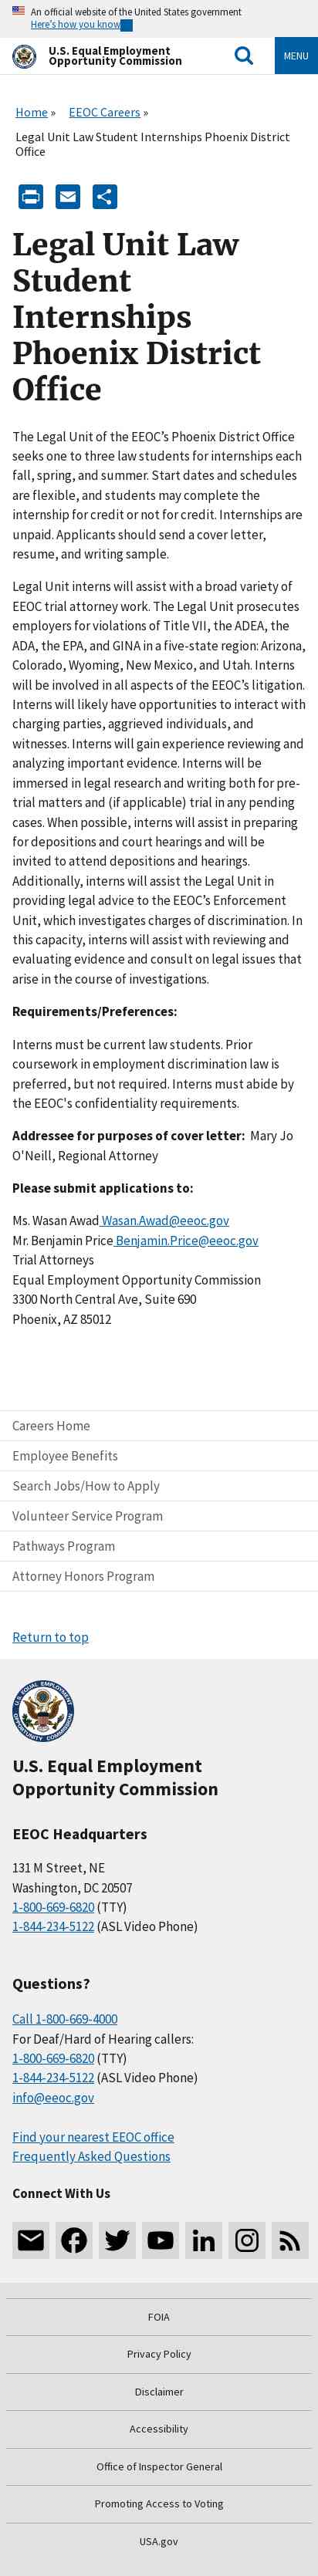 An official website of the United States government
Here's how you know
U.S. Equal Employment
Opportunity Commission
MENU
Home » EEOC Careers »
Legal Unit Law Student Internships Phoenix District
Office
Legal Unit Law
Student
Internships
Phoenix District
Office
The Legal Unit of the EEOC’s Phoenix District Office
seeks one to three law students for internships each
fall, spring, and summer. Start dates and schedules
are flexible, and students may complete the
internship for credit or not for credit. Internships are
unpaid. Applicants should send a cover letter,
resume, and writing sample.
Legal Unit interns will assist with a broad variety of
EEOC trial attorney work. The Legal Unit prosecutes
employers for violations of Title VII, the ADEA, the
ADA, the EPA, and GINA in a five-state region: Arizona,
Colorado, Wyoming, New Mexico, and Utah. Interns
will be involved in all aspects of the EEOC’s litigation.
Interns will likely have opportunities to interact with
charging parties, aggrieved individuals, and
witnesses. Interns will gain experience reviewing and
analyzing important evidence. Interns will be
immersed in legal research and writing both for pre-
trial motions and (if applicable) trial in any pending
cases. When possible, interns will assist in preparing
for depositions and court hearings and will be
invited to attend depositions and hearings.
Additionally, interns will assist the Legal Unit in
providing legal advice to the EEOC’s Enforcement
Unit, which investigates charges of discrimination. In
this capacity, interns will assist with reviewing and
evaluating evidence and consult on legal issues that
arise in the course of investigations.
Requirements/Preferences:
Interns must be current law students. Prior
coursework in employment discrimination law is
preferred, but not required. Interns must abide by
the EEOC's confidentiality requirements.
Addressee for purposes of cover letter: Mary Jo
O'Neill, Regional Attorney
Please submit applications to:
Ms. Wasan Awad Wasan.Awad@eeoc.gov
Mr. Benjamin Price Benjamin.Price@eeoc.gov
Trial Attorneys
Equal Employment Opportunity Commission
3300 North Central Ave, Suite 690
Phoenix, AZ 85012
Careers Home
Employee Benefits
Search Jobs/How to Apply
Volunteer Service Program
Pathways Program
Attorney Honors Program
Return to top
U.S. Equal Employment
Opportunity Commission
EEOC Headquarters
131 M Street, NE
Washington, DC 20507
1-800-669-6820 (TTY)
1-844-234-5122 (ASL Video Phone)
Questions?
Call 1-800-669-4000
For Deaf/Hard of Hearing callers:
1-800-669-6820 (TTY)
1-844-234-5122 (ASL Video Phone)
info@eeoc.gov
Find your nearest EEOC office
Frequently Asked Questions
Connect With Us
FOIA
Privacy Policy
Disclaimer
Accessibility
Office of Inspector General
Promoting Access to Voting
USA.gov